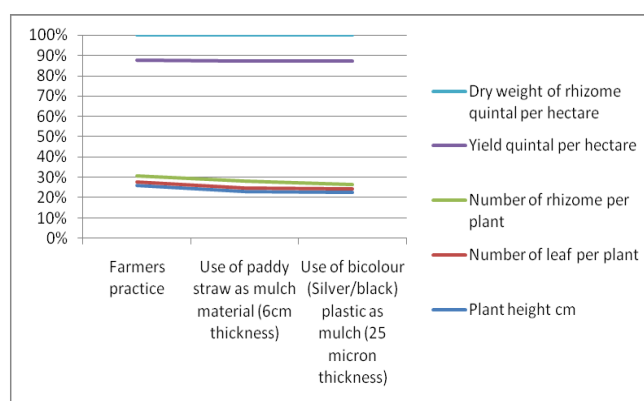 100%
90%
80%
70%
60%
50%
40%
30%
20%
10%
0%
Farmers
practice
Use of paddy
straw as mulch
material (6cm
thickness)
Use of bicolour
(Silver/black)
plastic as
mulch (25
micron
thickness)
Dry weight of rhizome
quintal per hectare
Yield quintal per hectare
Number of rhizome per
plant
Number of leaf per plant
Plant height cm